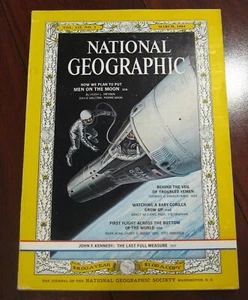 MARCH, 1964
NATIONAL
GEOGRAPHIC
HOW WE PLAN TO PUT
MEN ON THE MOON
BEHIND THE VEIL
OF TROUBLED YEMEN
WATCHING A BABY GORILLA
GROW UP
FIRST FLIGHT ACROSS THE BOTTOM
OF THE WORLD
JOHN F. KENNEDY: THE LAST FULL MEASURE
THE JOURNAL OF THE NATIONAL GEOGRAPHIC SOCIETY WASHINGTON, D.C.